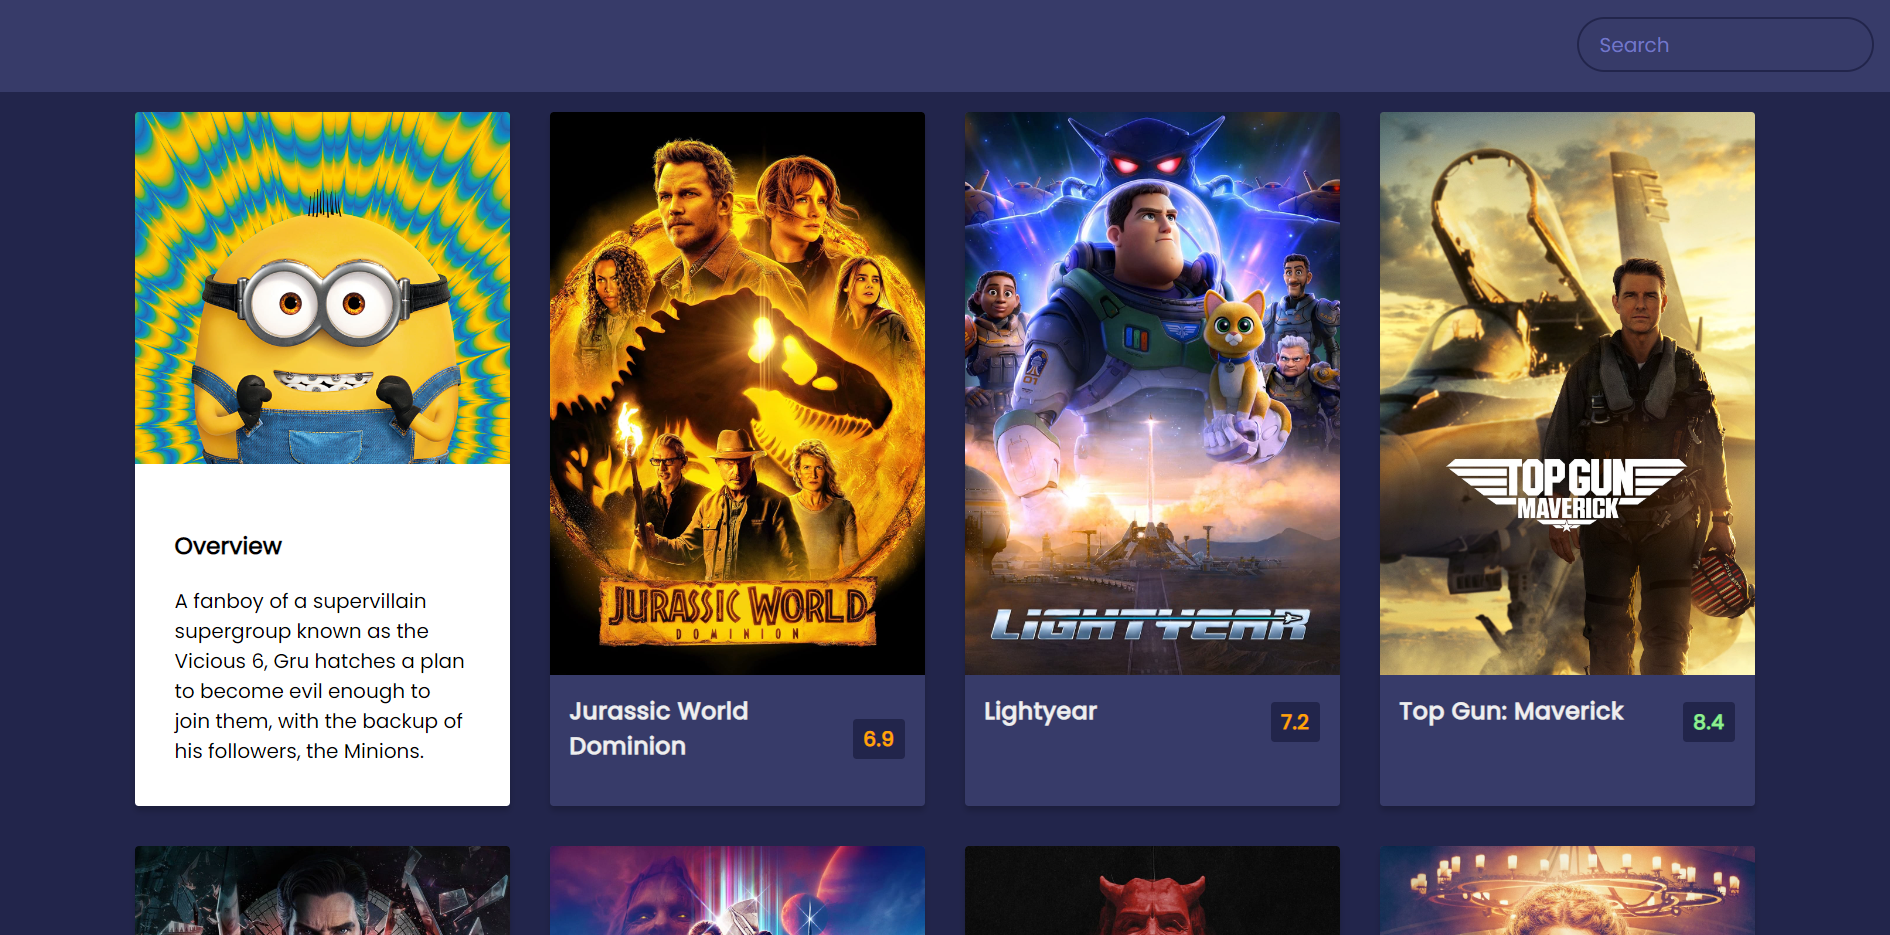 Search
Overview
A fanboy of a supervillain
supergroup known as the
Vicious 6, Gru hatches a plan
to become evil enough to
join them, with the backup of
his followers, the Minions.
JURASSIC WORLD
DOMINION
Jurassic World
Dominion
6.9
01
LIGHTYEAR
Lightyear
7.2
TOP GUN
MAVERICK
Top Gun: Maverick
8.4